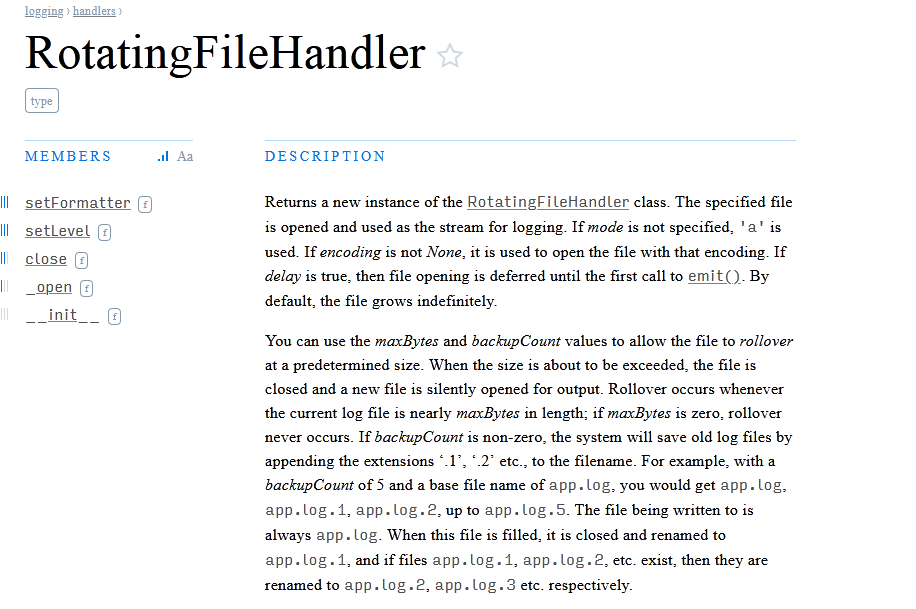 logging › handlers ›
RotatingFileHandler
type
MEMBERS Aa
DESCRIPTION
setFormatter f
setLevel f
close f
_open f
__init__ f
Returns a new instance of the RotatingFileHandler class. The specified file
is opened and used as the stream for logging. If mode is not specified, 'a' is
used. If encoding is not None, it is used to open the file with that encoding. If
delay is true, then file opening is deferred until the first call to emit(). By
default, the file grows indefinitely.
You can use the maxBytes and backupCount values to allow the file to rollover
at a predetermined size. When the size is about to be exceeded, the file is
closed and a new file is silently opened for output. Rollover occurs whenever
the current log file is nearly maxBytes in length; if maxBytes is zero, rollover
never occurs. If backupCount is non-zero, the system will save old log files by
appending the extensions ‘.1’, ‘.2’ etc., to the filename. For example, with a
backupCount of 5 and a base file name of app.log, you would get app.log,
app.log.1, app.log.2, up to app.log.5. The file being written to is
always app.log. When this file is filled, it is closed and renamed to
app.log.1, and if files app.log.1, app.log.2, etc. exist, then they are
renamed to app.log.2, app.log.3 etc. respectively.